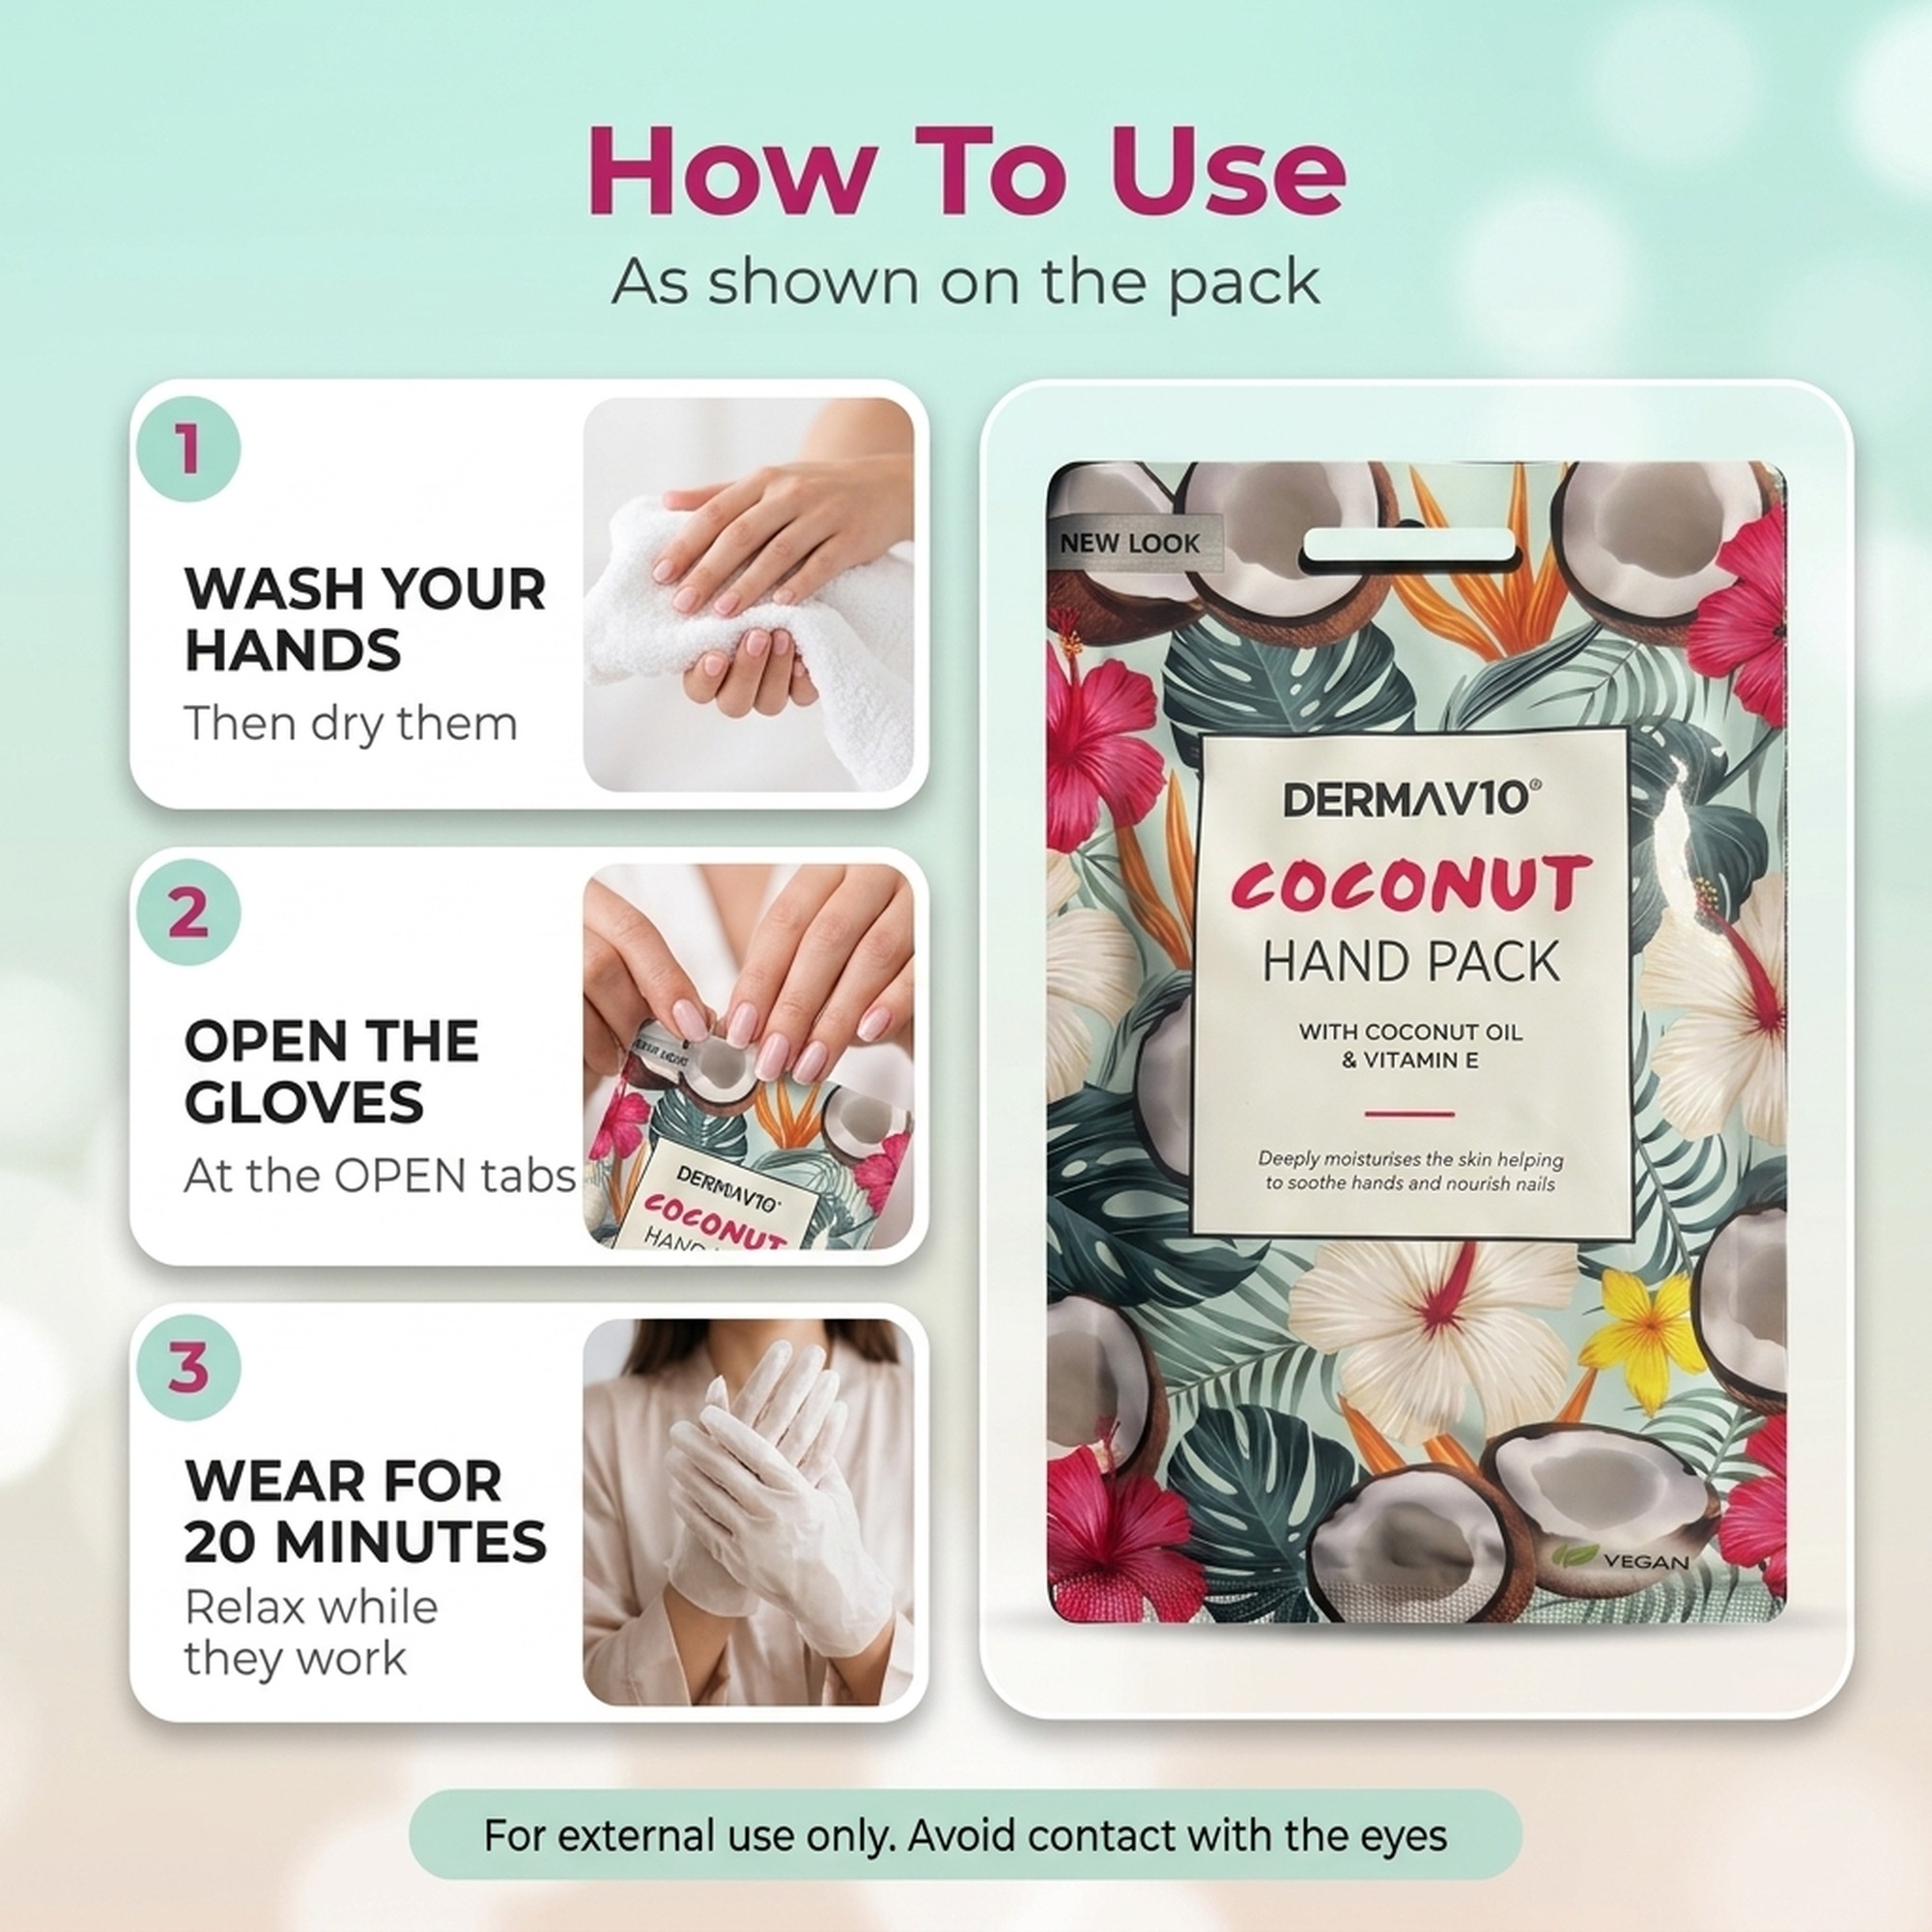 How To Use
As shown on the pack
1
WASH YOUR
HANDS
Then dry them
2
OPEN THE
GLOVES
At the OPEN tabs
DERMAV10
COCONUT
3
WEAR FOR
20 MINUTES
Relax while
they work
NEW LOOK
DERMAV10®
COCONUT
HAND PACK
WITH COCONUT OIL
& VITAMIN E
Deeply moisturises the skin helping
to soothe hands and nourish nails
VEGAN
For external use only. Avoid contact with the eyes